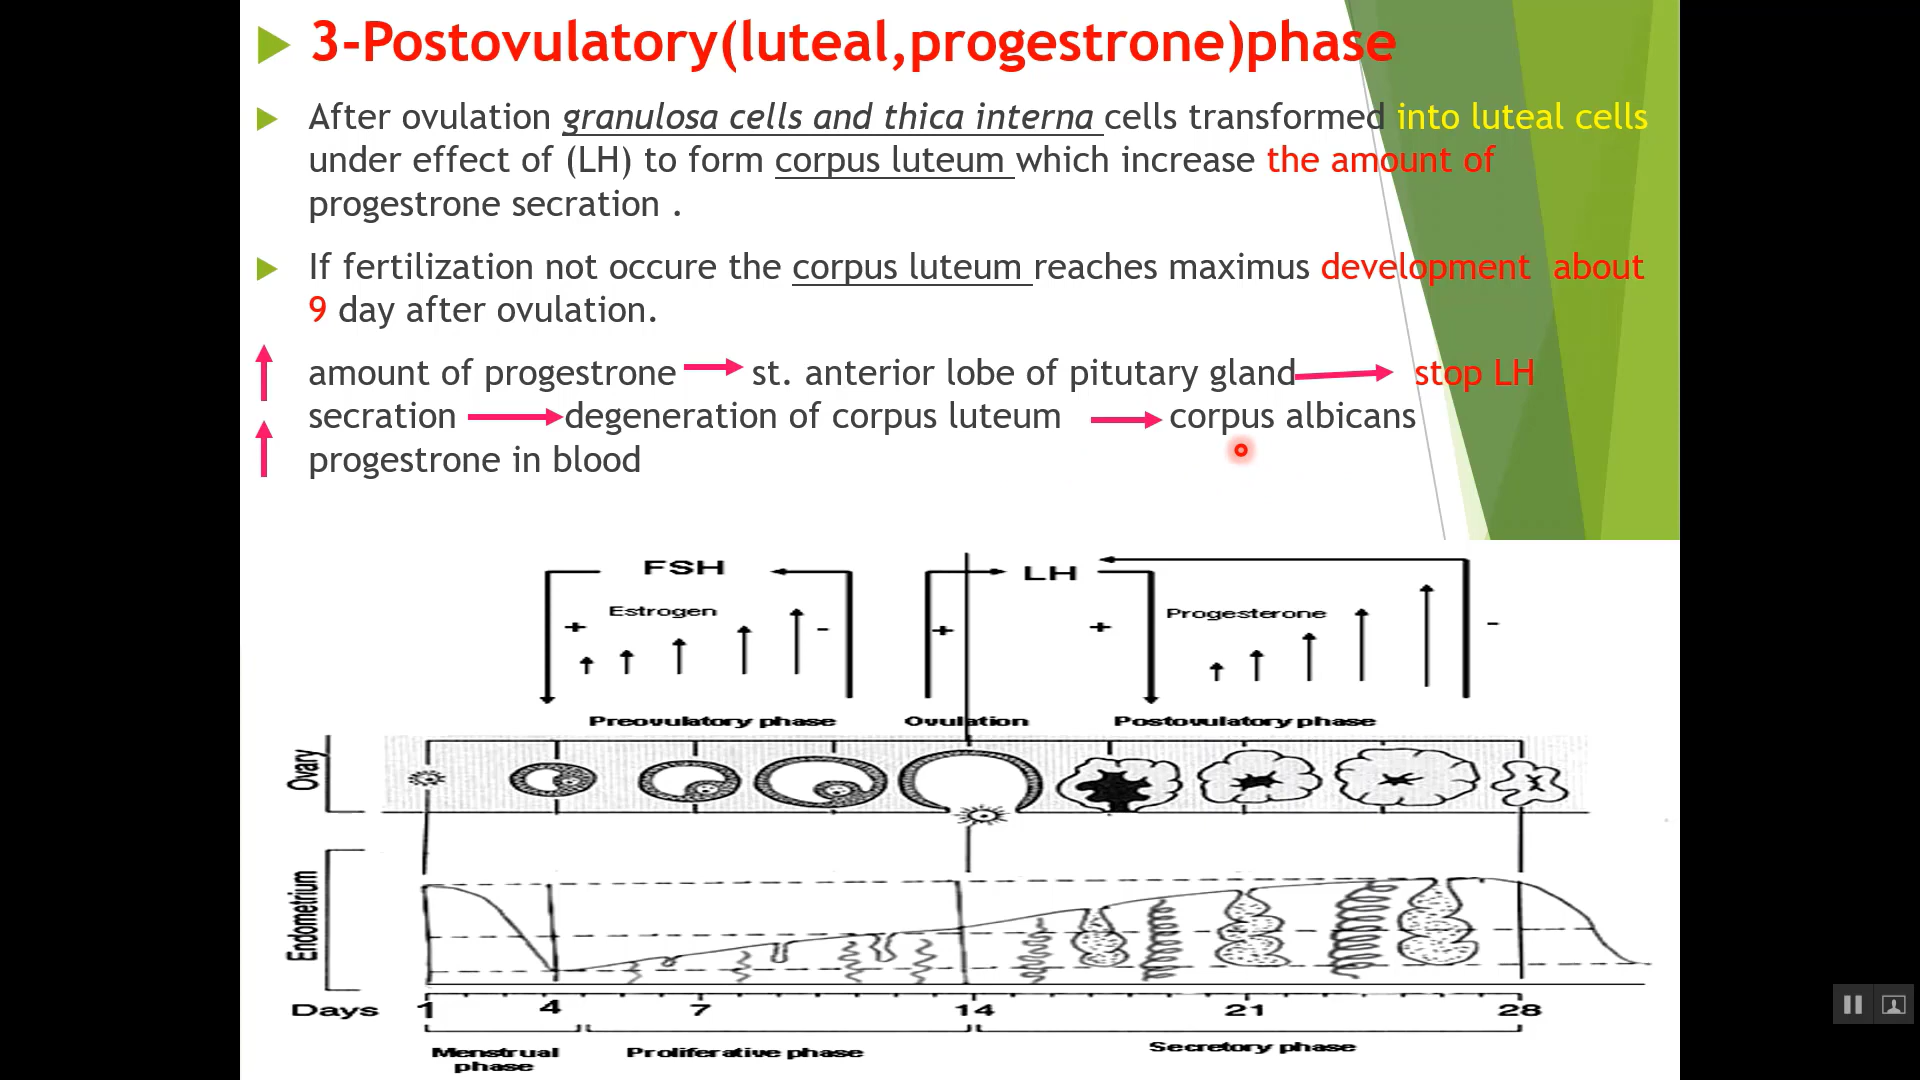 3-Postovulatory(luteal,progestrone)phase
After ovulation granulosa cells and thica interna cells transformed into luteal cells
under effect of (LH) to form corpus luteum which increase the amount of
progestrone secration .
If fertilization not occure the corpus luteum reaches maximus development about
9 day after ovulation.
amount of progestrone st. anterior lobe of pitutary gland stop LH
secration degeneration of corpus luteum corpus albicans
progestrone in blood
FSH LH
Estrogen Progesterone
+ - + + -
Preovulatory phase Ovulation Postovulatory phase
Ovary
Endometrium
Days 1 4 7 14 21 28
Menstrual phase Proliferative phase Secretory phase